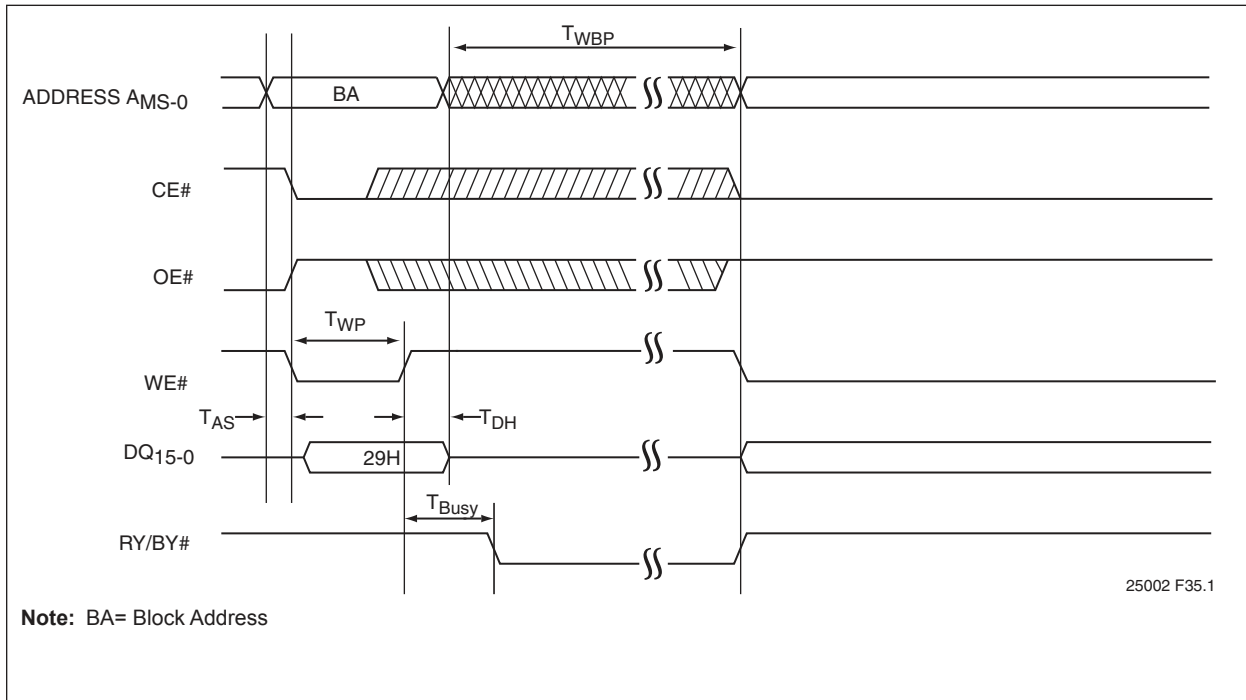 TWBP
ADDRESS AMS-0
BA
CE#
OE#
TWP
WE#
TAS
TDH
DQ15-0
29H
TBusy
RY/BY#
25002 F35.1
Note: BA= Block Address